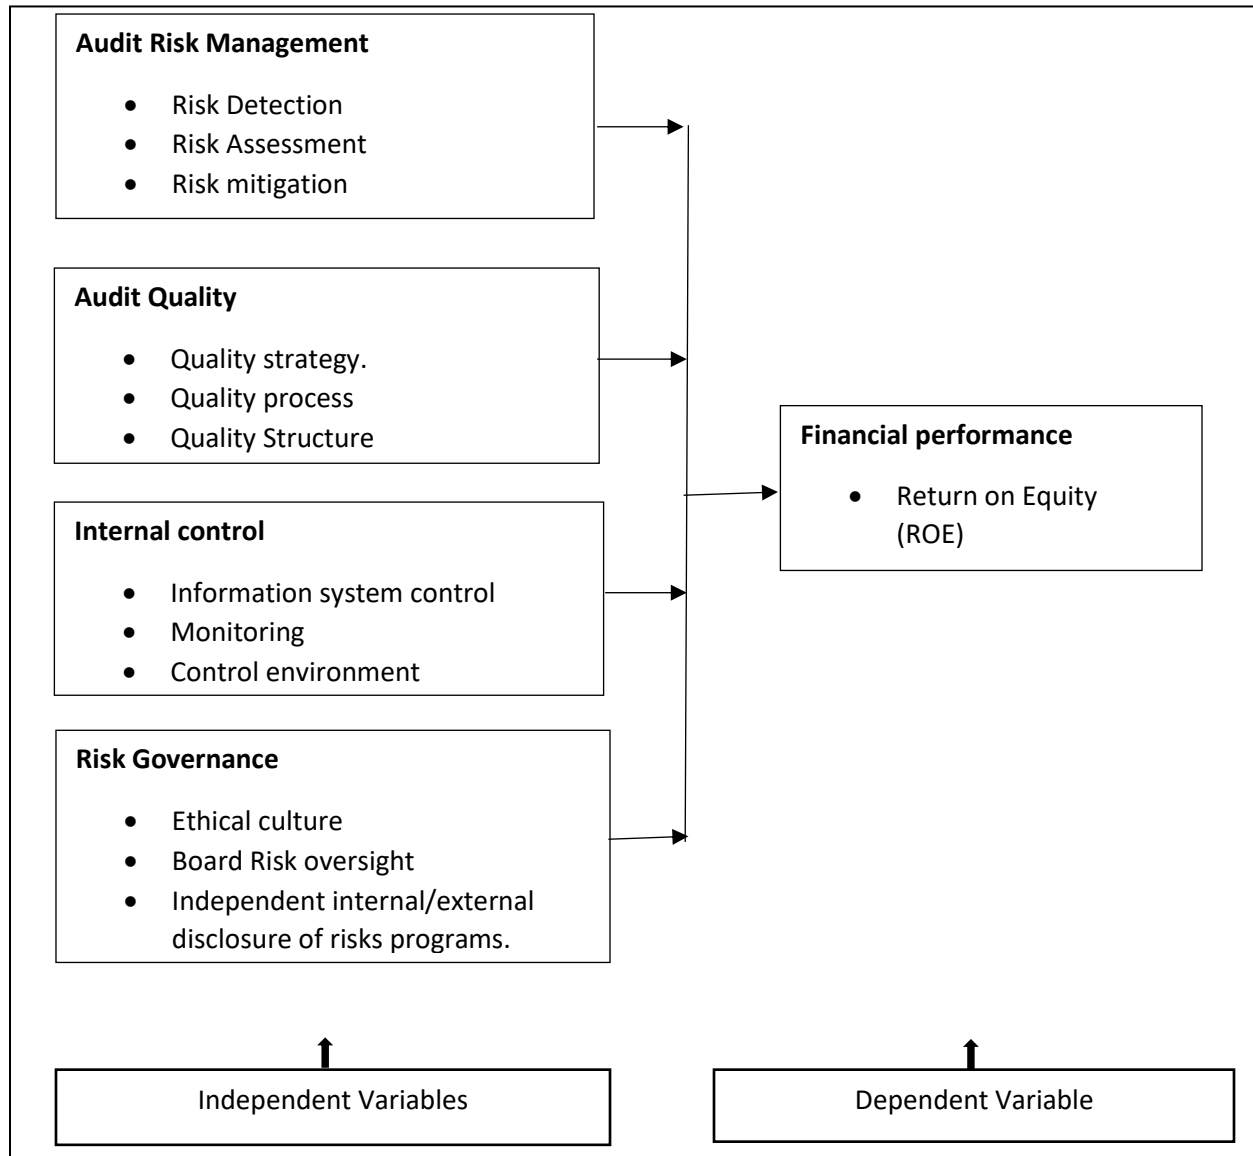 Audit Risk Management
• Risk Detection
• Risk Assessment
• Risk mitigation
Audit Quality
• Quality strategy.
• Quality process
• Quality Structure
Internal control
• Information system control
• Monitoring
• Control environment
Risk Governance
• Ethical culture
• Board Risk oversight
• Independent internal/external
disclosure of risks programs.
Financial performance
• Return on Equity
(ROE)
Independent Variables
Dependent Variable